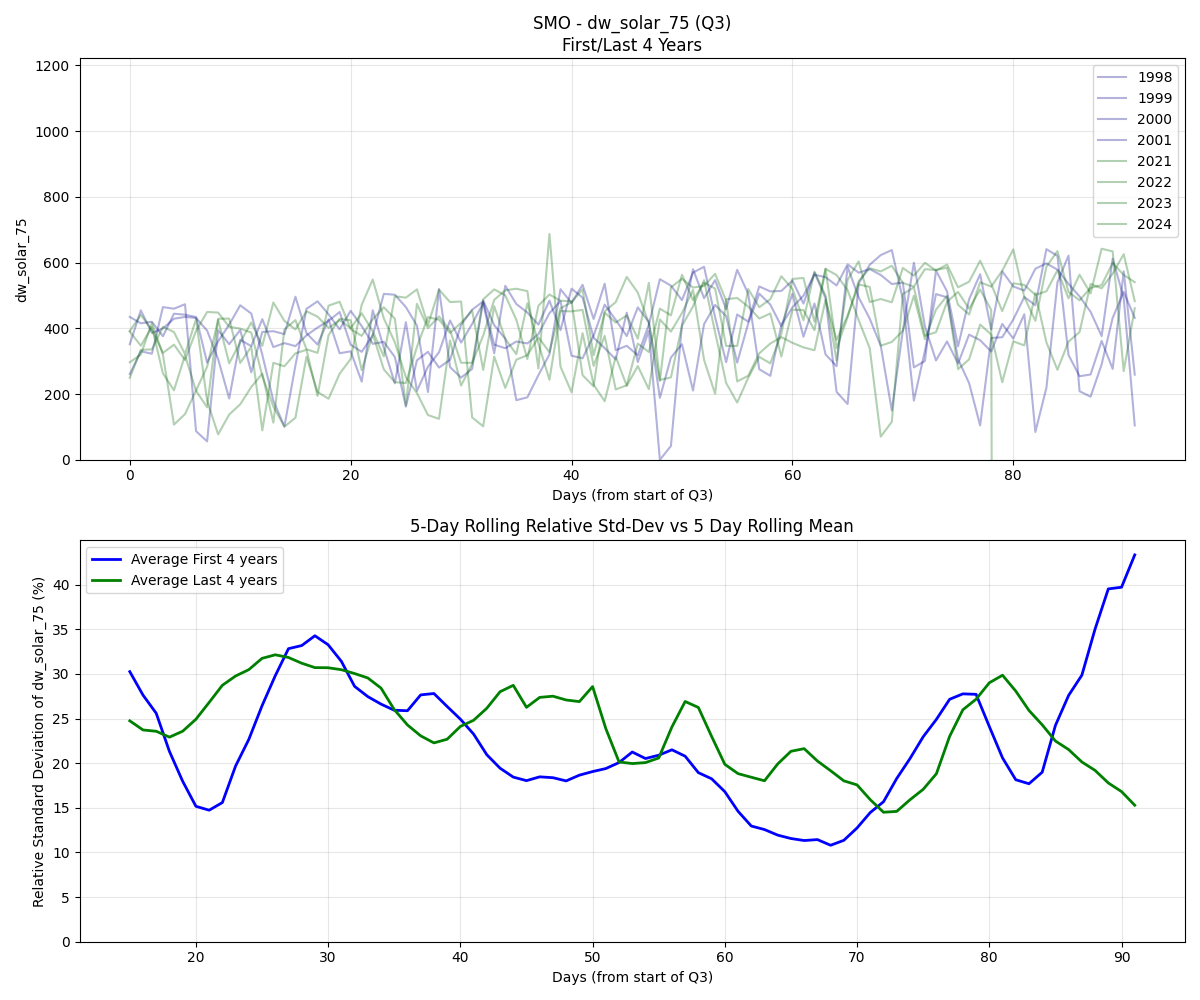 SMO - dw_solar_75 (Q3)
First/Last 4 Years
1200
1000
800
600
400
200
0
dw_solar_75
1998
1999
2000
2001
2021
2022
2023
2024
0 20 40 60 80
Days (from start of Q3)
5-Day Rolling Relative Std-Dev vs 5 Day Rolling Mean
Average First 4 years
Average Last 4 years
40
35
30
25
20
15
10
5
0
Relative Standard Deviation of dw_solar_75 (%)
20 30 40 50 60 70 80 90
Days (from start of Q3)